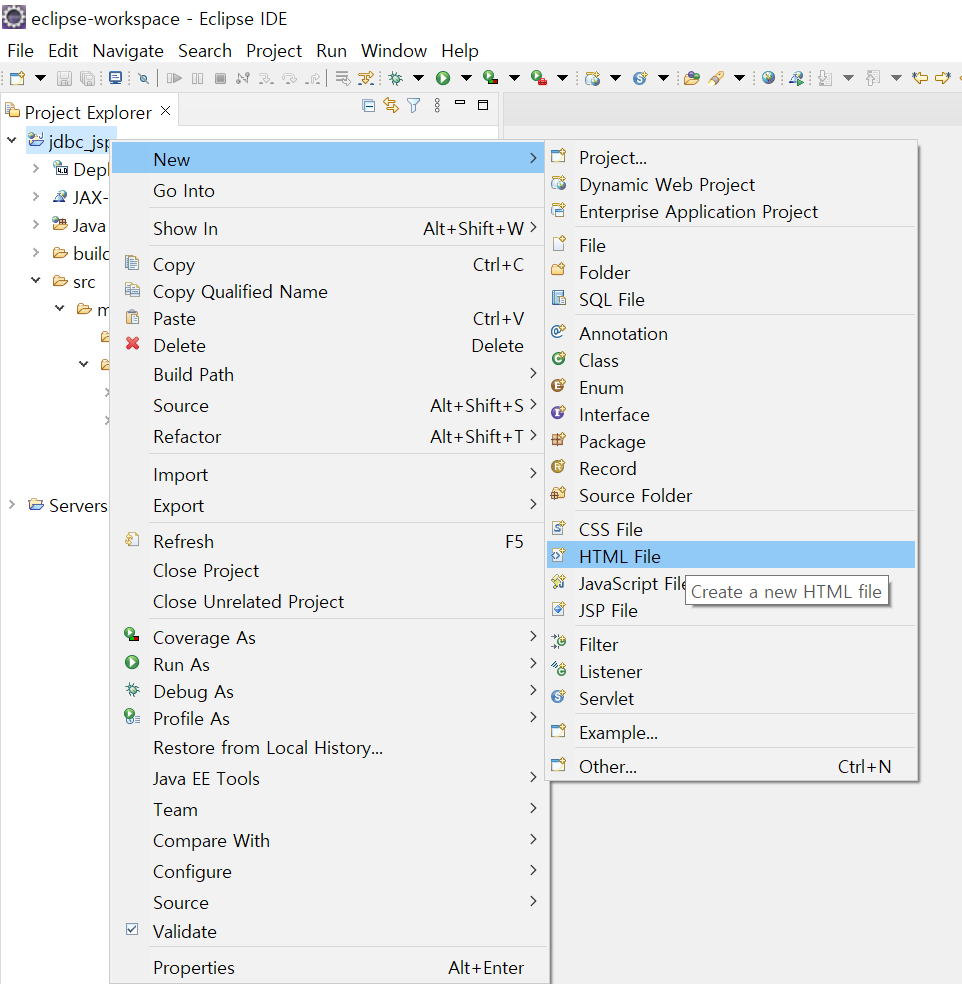 eclipse-workspace - Eclipse IDE
File Edit Navigate Search Project Run Window Help
Project Explorer
jdbc_jsp
Depl
JAX-
Java
build
src
m
Servers
New
Go Into
Show In Alt+Shift+W
Copy Ctrl+C
Copy Qualified Name
Paste Ctrl+V
Delete Delete
Build Path
Source Alt+Shift+S
Refactor Alt+Shift+T
Import
Export
Refresh F5
Close Project
Close Unrelated Project
Coverage As
Run As
Debug As
Profile As
Restore from Local History...
Java EE Tools
Team
Compare With
Configure
Source
Validate
Properties Alt+Enter
Project...
Dynamic Web Project
Enterprise Application Project
File
Folder
SQL File
Annotation
Class
Enum
Interface
Package
Record
Source Folder
CSS File
HTML File
JavaScript File
Create a new HTML file
JSP File
Filter
Listener
Servlet
Example...
Other... Ctrl+N